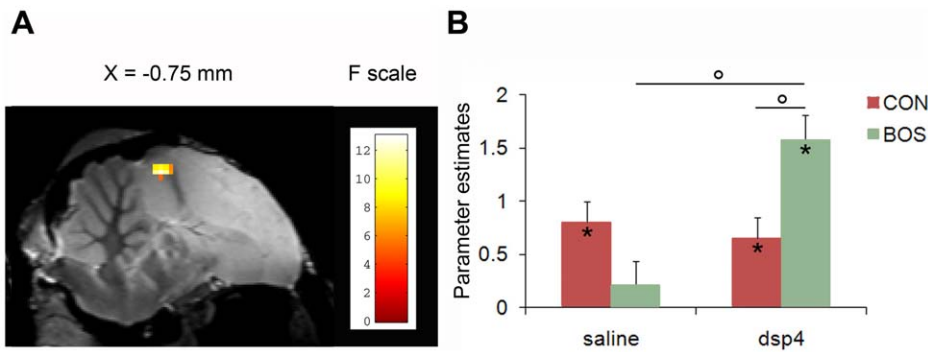 A
X = -0.75 mm
F scale
12
10
8
6
4
2
0
B
Parameter estimates
2
1.5
1
0.5
0
CON
BOS
°
°
*
*
*
saline
dsp4